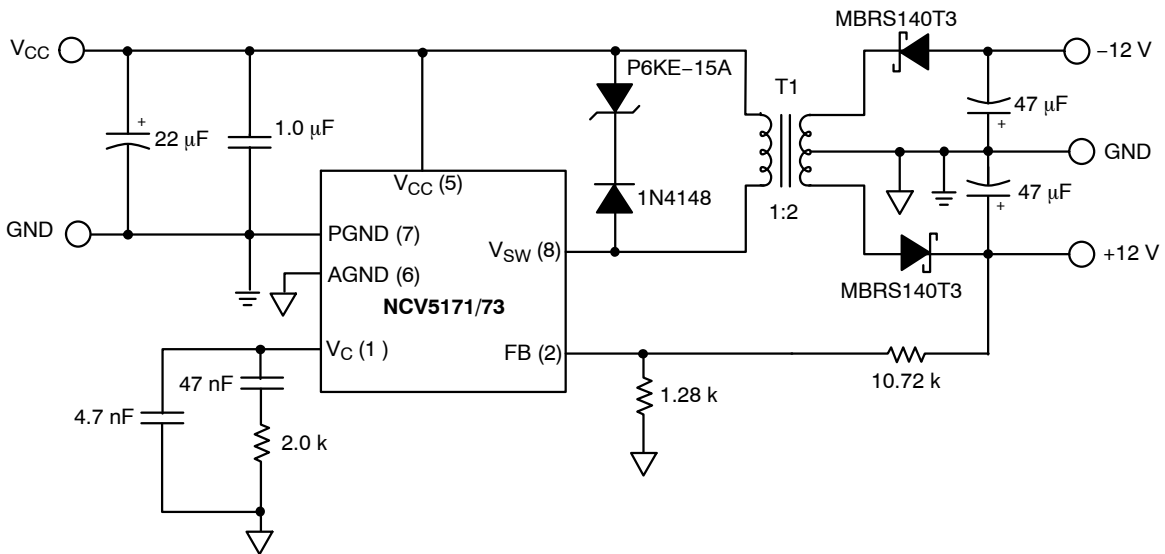 MBRS140T3
V_CC
−12 V
P6KE−15A
T1
+
22 µF
1.0 µF
47 µF
+
GND
V_CC (5)
1N4148
47 µF
+
GND
PGND (7)
1:2
V_SW (8)
+12 V
AGND (6)
MBRS140T3
NCV5171/73
V_C (1 )
FB (2)
47 nF
10.72 k
4.7 nF
1.28 k
2.0 k